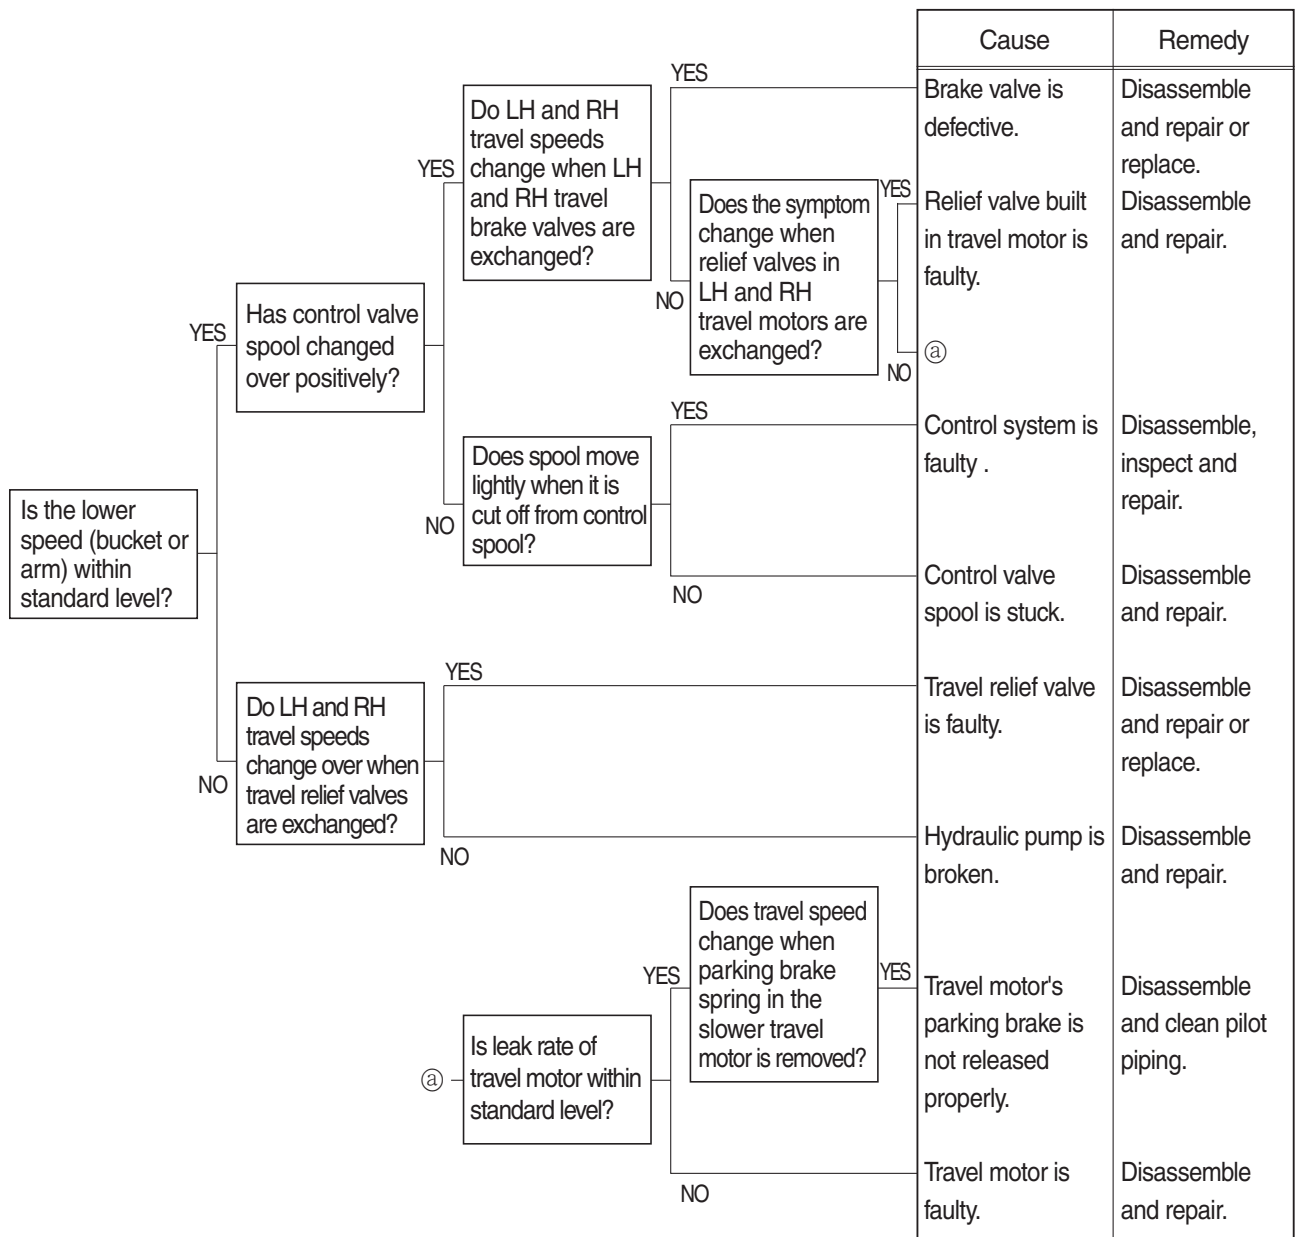 Cause
Remedy
YES
Brake valve is
defective.
Disassemble
and repair or
replace.
Do LH and RH
travel speeds
change when LH
and RH travel
brake valves are
exchanged?
YES
NO
Does the symptom
change when
relief valves in
LH and RH
travel motors are
exchanged?
YES
Relief valve built
in travel motor is
faulty.
Disassemble
and repair.
NO
ⓐ
YES
Has control valve
spool changed
over positively?
NO
Does spool move
lightly when it is
cut off from control
spool?
YES
Control system is
faulty .
Disassemble,
inspect and
repair.
NO
Control valve
spool is stuck.
Disassemble
and repair.
Is the lower
speed (bucket or
arm) within
standard level?
NO
Do LH and RH
travel speeds
change over when
travel relief valves
are exchanged?
YES
Travel relief valve
is faulty.
Disassemble
and repair or
replace.
NO
Hydraulic pump is
broken.
Disassemble
and repair.
ⓐ
Is leak rate of
travel motor within
standard level?
YES
Does travel speed
change when
parking brake
spring in the
slower travel
motor is removed?
YES
Travel motor's
parking brake is
not released
properly.
Disassemble
and clean pilot
piping.
NO
Travel motor is
faulty.
Disassemble
and repair.